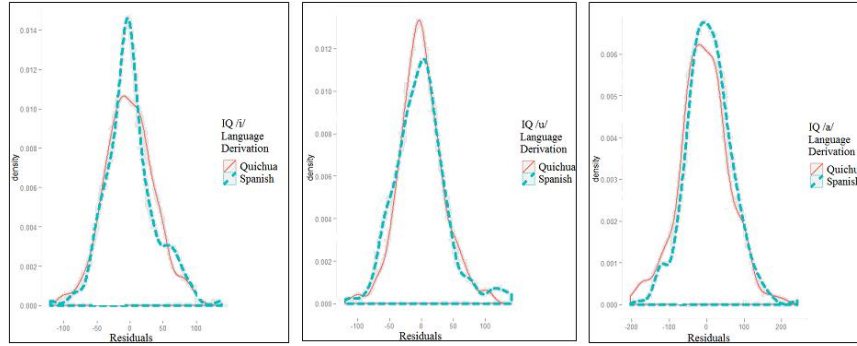 0.014
0.012
0.010
0.008
0.006
0.004
0.002
0.000
density
-100
-50
0
50
100
Residuals
IQ /i/
Language
Derivation
Quichua
Spanish
0.012
0.010
0.008
0.006
0.004
0.002
0.000
density
-100
-50
0
50
100
Residuals
IQ /u/
Language
Derivation
Quichua
Spanish
0.006
0.005
0.004
0.003
0.002
0.001
0.000
density
-200
-100
0
100
200
Residuals
IQ /a/
Language
Derivation
Quichua
Spanish